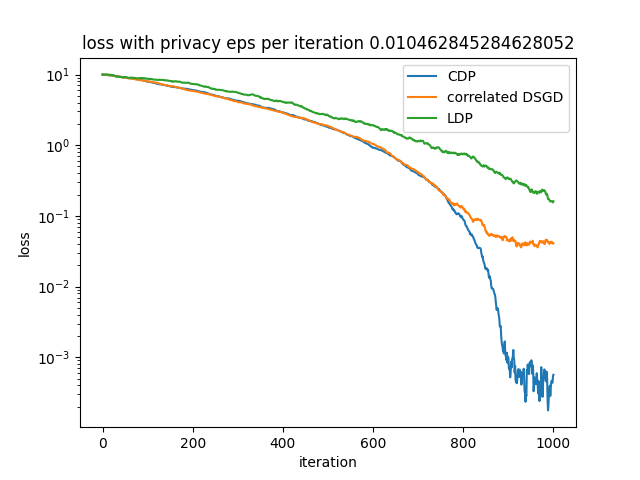 loss with privacy eps per iteration 0.010462845284628052
CDP
correlated DSGD
LDP
10^1
10^0
10^-1
10^-2
10^-3
loss
0 200 400 600 800 1000
iteration